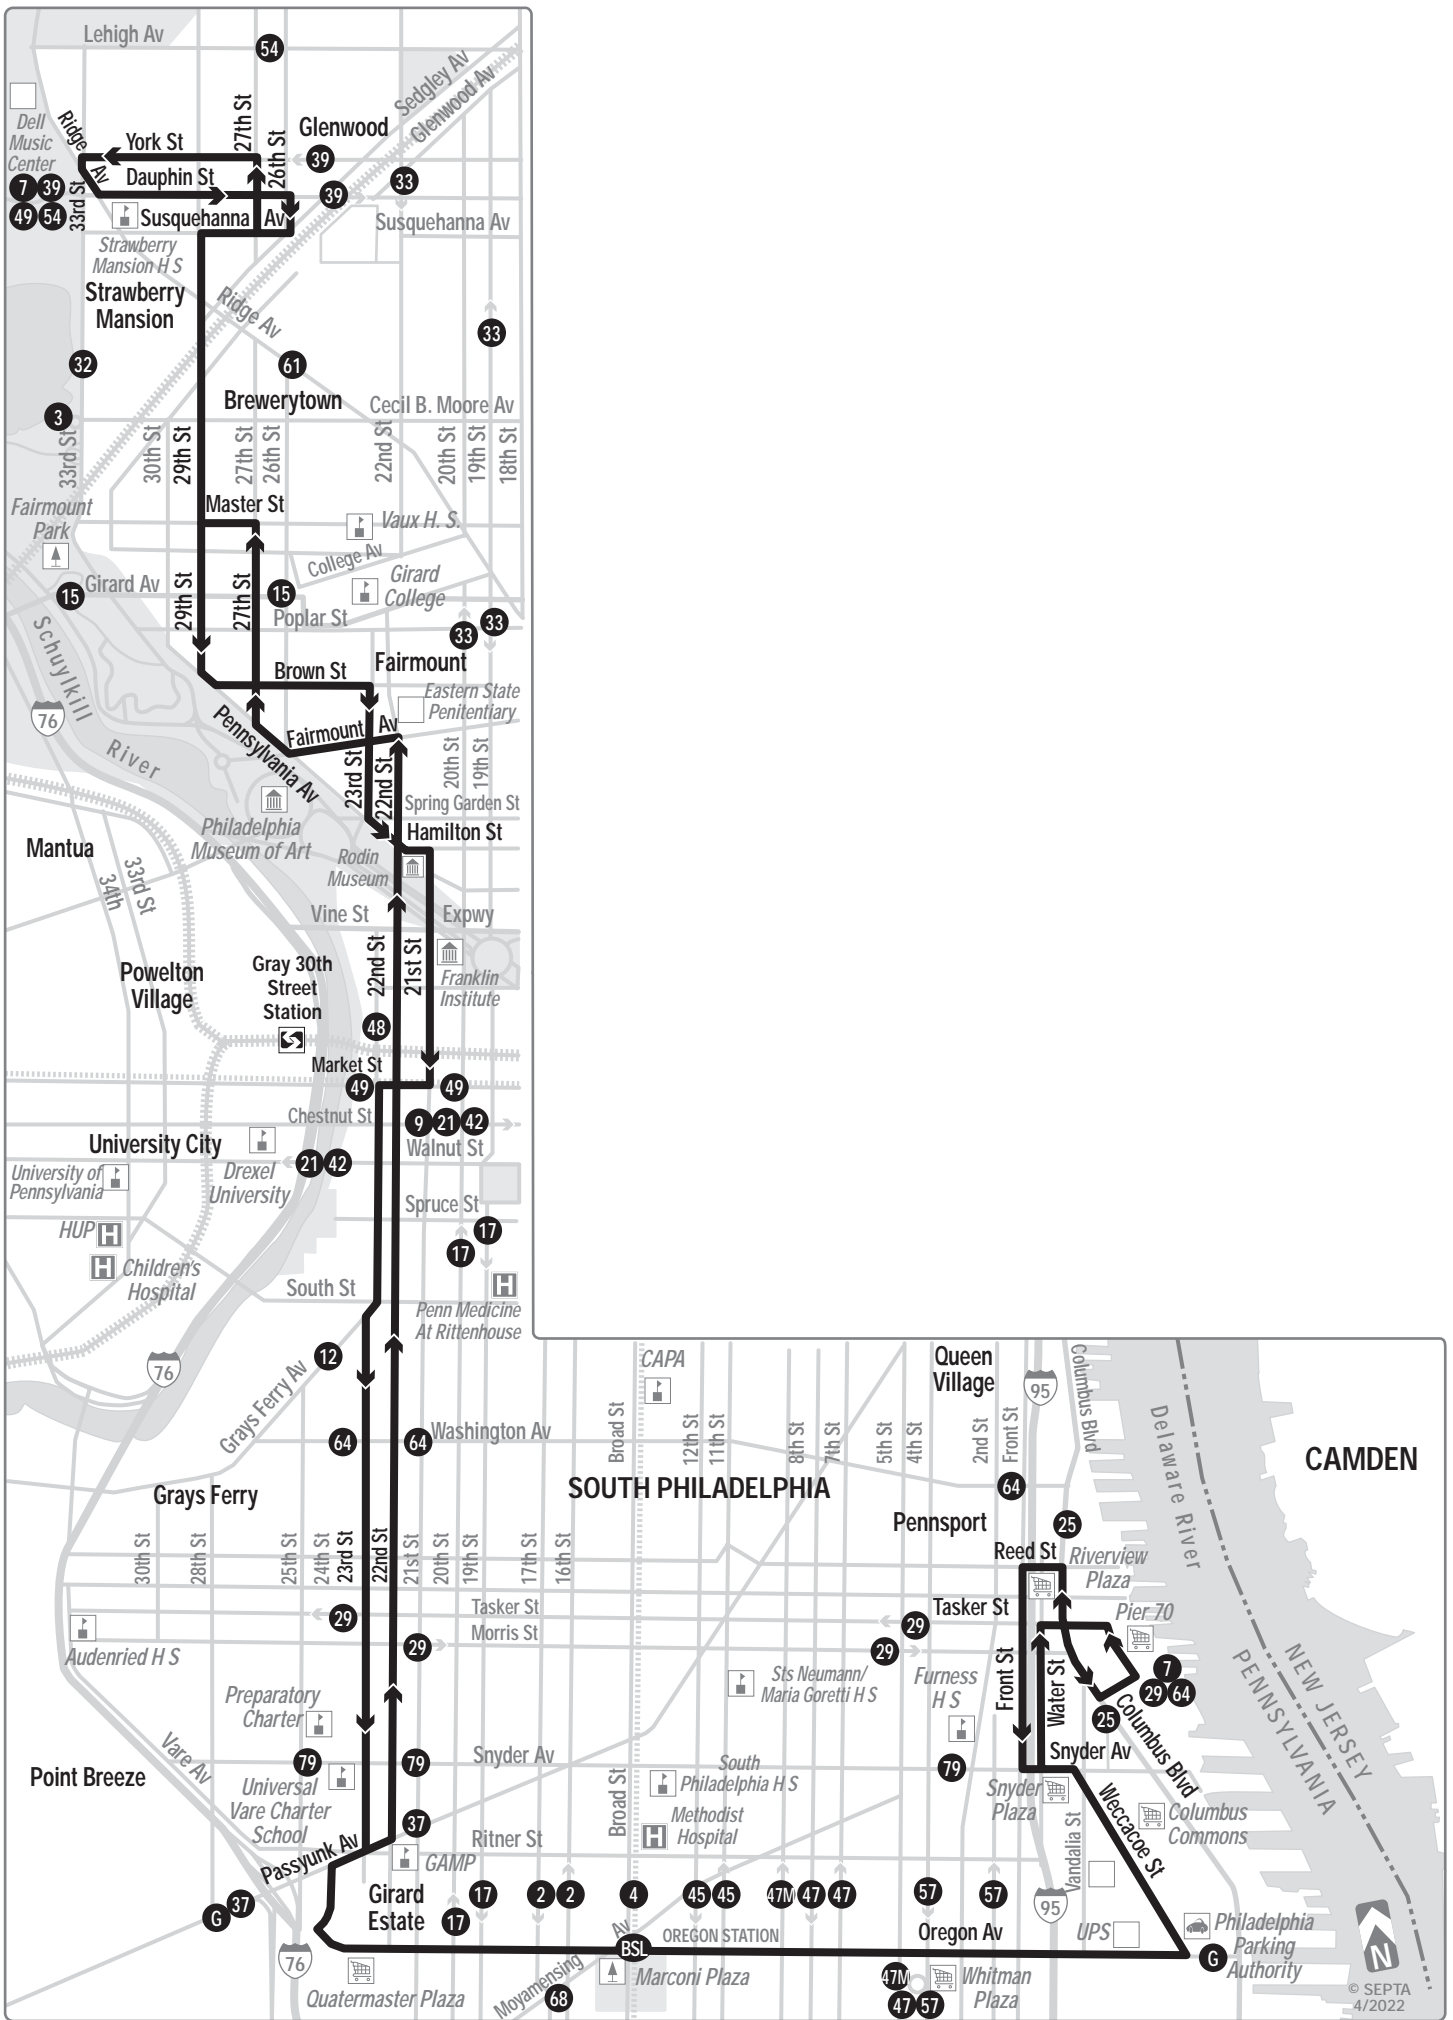 Lehigh Av
54
Sedgley Av
Glenwood Av
Dell
Music
Center
Ridge
Av
York St
27th St
26th St
Glenwood
39
Dauphin St
7
39
49
54
33rd St
39
33
Susquehanna
Av
Susquehanna Av
Strawberry
Mansion H S
Strawberry
Mansion
Ridge Av
33
32
61
Brewerytown
Cecil B. Moore Av
3
33rd St
30th St
29th St
27th St
26th St
22nd St
20th St
19th St
18th St
Master St
Fairmount
Park
Vaux H. S.
College Av
Girard Av
15
29th St
27th St
15
Girard
College
Poplar St
33
33
Schuylkill
River
76
Brown St
Fairmount
Eastern State
Penitentiary
Pennsylvania Av
Fairmount
Av
23rd St
22nd St
20th St
19th St
Spring Garden St
Philadelphia
Museum of Art
Hamilton St
Mantua
34th
33rd St
Rodin
Museum
Vine St
Expwy
Powelton
Village
Gray 30th
Street
Station
22nd St
21st St
Franklin
Institute
48
Market St
49
49
Chestnut St
9
21
42
University City
Walnut St
21
42
University of
Pennsylvania
Drexel
University
Spruce St
HUP
H
17
17
H
Children's
Hospital
South St
H
Penn Medicine
At Rittenhouse
76
12
Grays Ferry Av
64
64
Washington Av
CAPA
Broad St
12th St
11th St
8th St
7th St
5th St
4th St
Queen
Village
2nd St
Front St
95
Columbus Blvd
Delaware River
CAMDEN
Grays Ferry
SOUTH PHILADELPHIA
64
Pennsport
25
30th St
28th St
25th St
24th St
23rd St
22nd St
21st St
20th St
19th St
17th St
16th St
Reed St
Riverview
Plaza
29
Tasker St
Tasker St
Pier 70
Morris St
29
29
29
Audenried H S
Sts Neumann/
Maria Goretti H S
Furness
H S
Front St
Water St
7
29
64
25
Columbus Blvd
NEW JERSEY
PENNSYLVANIA
Preparatory
Charter
Vare Av
79
79
Snyder Av
79
Snyder Av
Point Breeze
Universal
Vare Charter
School
South
Philadelphia H S
Snyder
Plaza
Broad St
H
Methodist
Hospital
Columbus
Commons
Weccacoe St
37
Ritner St
Passyunk Av
GAMP
Vandalia St
Girard
Estate
37
G
17
17
2
2
4
45
45
47M
47
47
57
57
95
Av
OREGON STATION
Oregon Av
UPS
BSL
G
Philadelphia
Parking
Authority
N
76
Quatermaster Plaza
Moyamensing
68
Marconi Plaza
47M
47
57
Whitman
Plaza
© SEPTA
4/2022